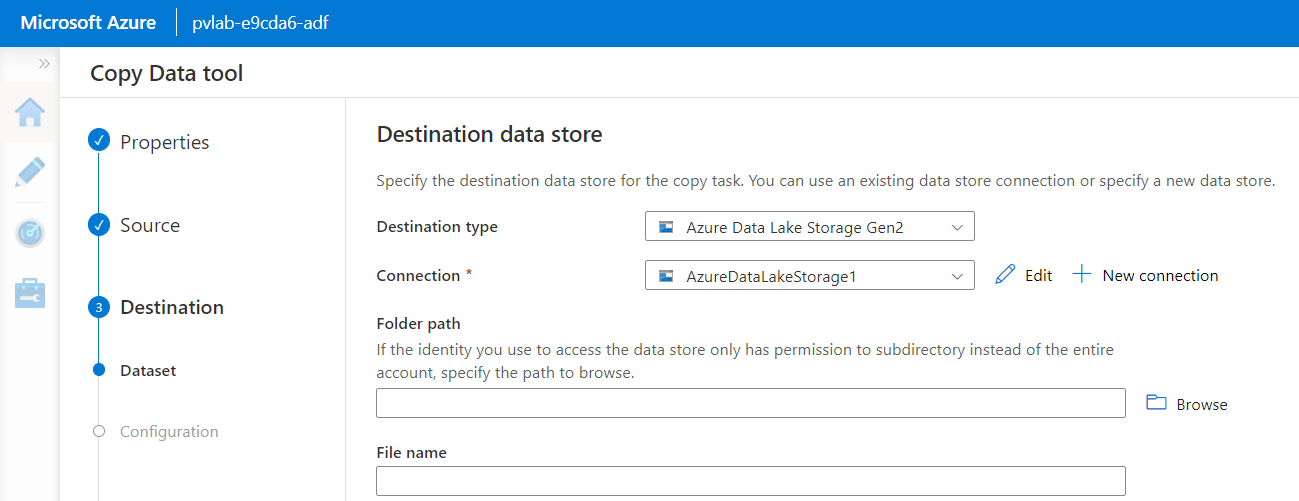 Microsoft Azure
pvlab-e9cda6-adf
Copy Data tool
Properties
Source
3
Destination
Dataset
Configuration
Destination data store
Specify the destination data store for the copy task. You can use an existing data store connection or specify a new data store.
Destination type
Azure Data Lake Storage Gen2
Connection *
AzureDataLakeStorage1
Edit
New connection
Folder path
If the identity you use to access the data store only has permission to subdirectory instead of the entire
account, specify the path to browse.
Browse
File name